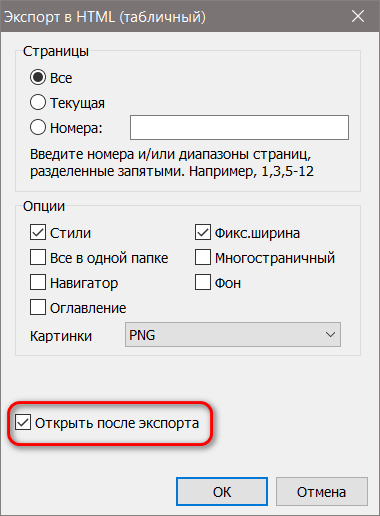 Экспорт в HTML (табличный)
Страницы
Все
Текущая
Номера:
Введите номера и/или диапазоны страниц,
разделенные запятыми. Например, 1,3,5-12
Опции
Стили Фикс.ширина
Все в одной папке Многостраничный
Навигатор Фон
Оглавление
Картинки PNG
Открыть после экспорта
ОК Отмена